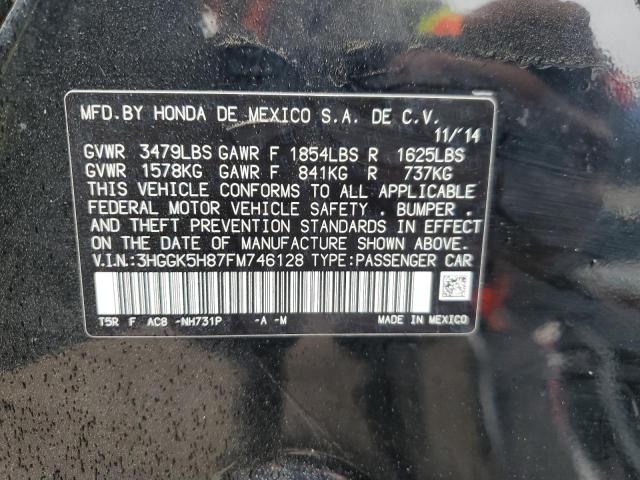 MFD.BY HONDA DE MEXICO S.A. DE C.V.
11/'14
GVWR 3479LBS GAWR F 1854LBS R 1625LBS
GVWR 1578KG GAWR F 841KG R 737KG
THIS VEHICLE CONFORMS TO ALL APPLICABLE
FEDERAL MOTOR VEHICLE SAFETY . BUMPER .
AND THEFT PREVENTION STANDARDS IN EFFECT
ON THE DATE OF MANUFACTURE SHOWN ABOVE.
V.I.N.:3HGGK5H87FM746128 TYPE:PASSENGER CAR
T5R F AC8 -NH731P -A -M MADE IN MEXICO